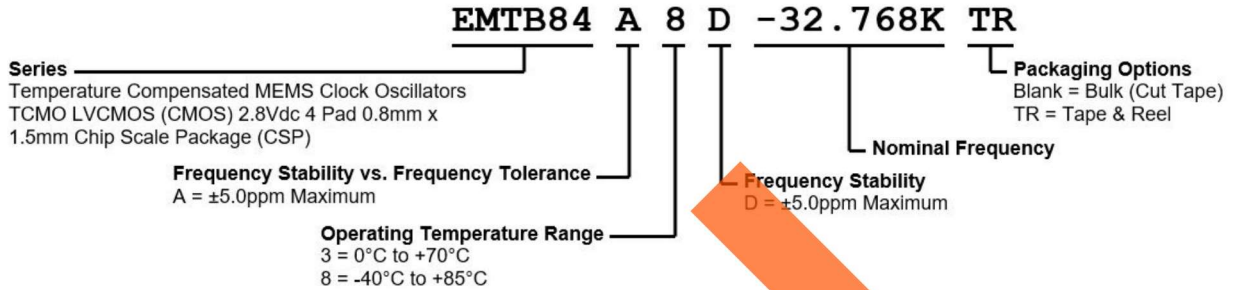 EMTB84 A 8 D -32.768K TR
Series
Temperature Compensated MEMS Clock Oscillators
TCMO LVCMOS (CMOS) 2.8Vdc 4 Pad 0.8mm x
1.5mm Chip Scale Package (CSP)
Packaging Options
Blank = Bulk (Cut Tape)
TR = Tape & Reel
Nominal Frequency
Frequency Stability vs. Frequency Tolerance
A = ±5.0ppm Maximum
Frequency Stability
D = ±5.0ppm Maximum
Operating Temperature Range
3 = 0°C to +70°C
8 = -40°C to +85°C